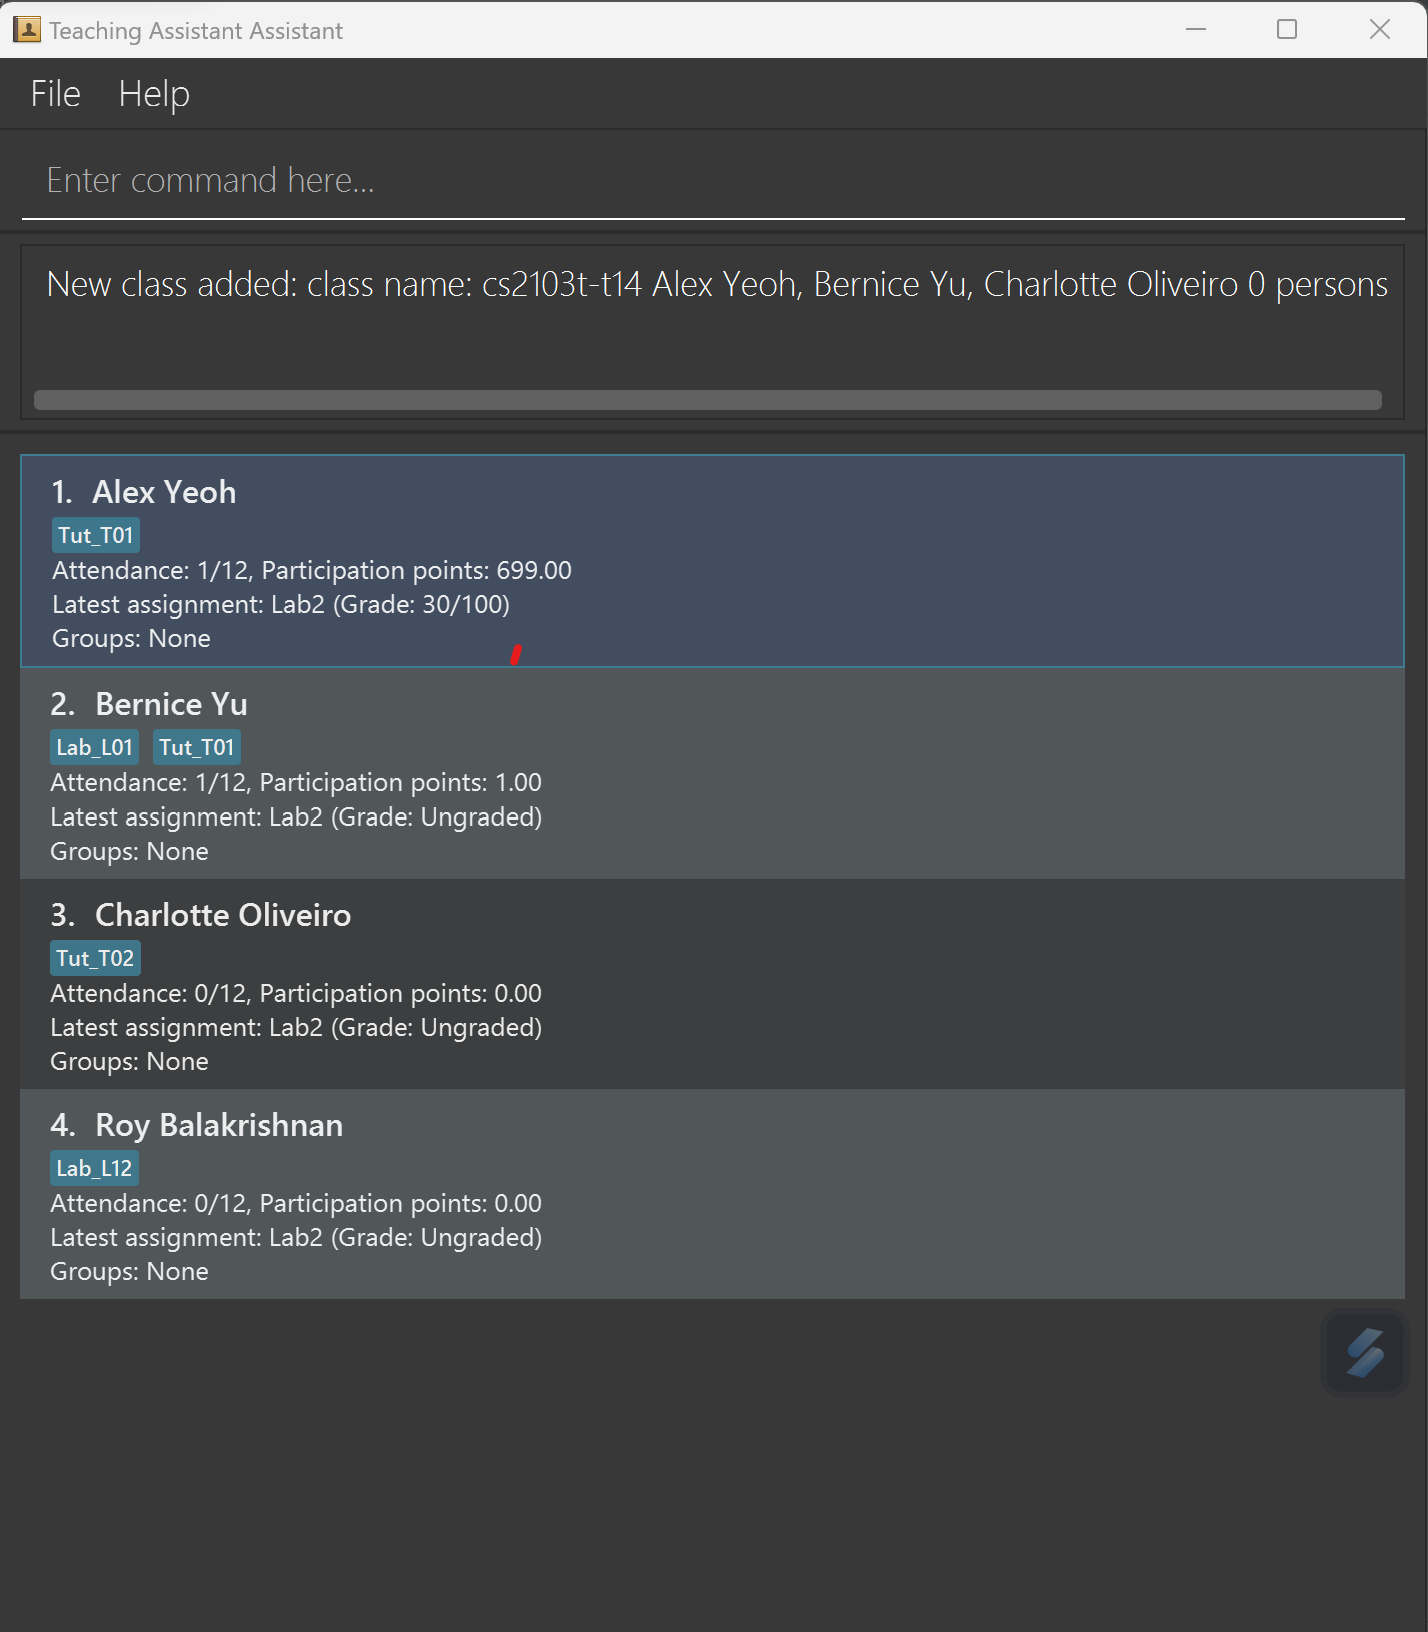 Teaching Assistant Assistant
File Help
Enter command here...
New class added: class name: cs2103t-t14 Alex Yeoh, Bernice Yu, Charlotte Oliveiro 0 persons
1. Alex Yeoh
Tut_T01
Attendance: 1/12, Participation points: 699.00
Latest assignment: Lab2 (Grade: 30/100)
Groups: None
2. Bernice Yu
Lab_L01 Tut_T01
Attendance: 1/12, Participation points: 1.00
Latest assignment: Lab2 (Grade: Ungraded)
Groups: None
3. Charlotte Oliveiro
Tut_T02
Attendance: 0/12, Participation points: 0.00
Latest assignment: Lab2 (Grade: Ungraded)
Groups: None
4. Roy Balakrishnan
Lab_L12
Attendance: 0/12, Participation points: 0.00
Latest assignment: Lab2 (Grade: Ungraded)
Groups: None